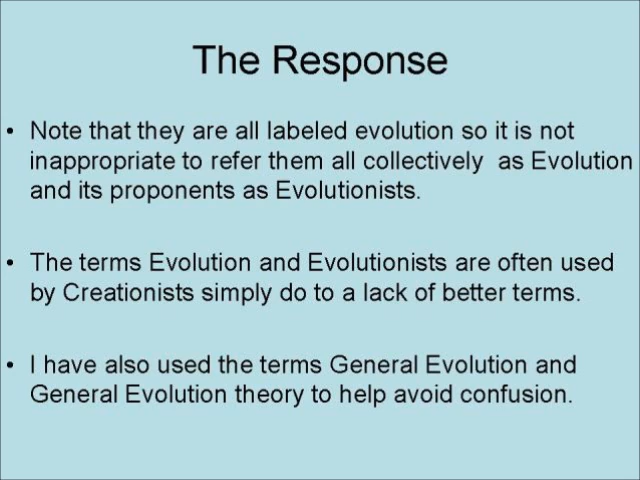 The Response
• Note that they are all labeled evolution so it is not
inappropriate to refer them all collectively as Evolution
and its proponents as Evolutionists.
• The terms Evolution and Evolutionists are often used
by Creationists simply do to a lack of better terms.
• I have also used the terms General Evolution and
General Evolution theory to help avoid confusion.